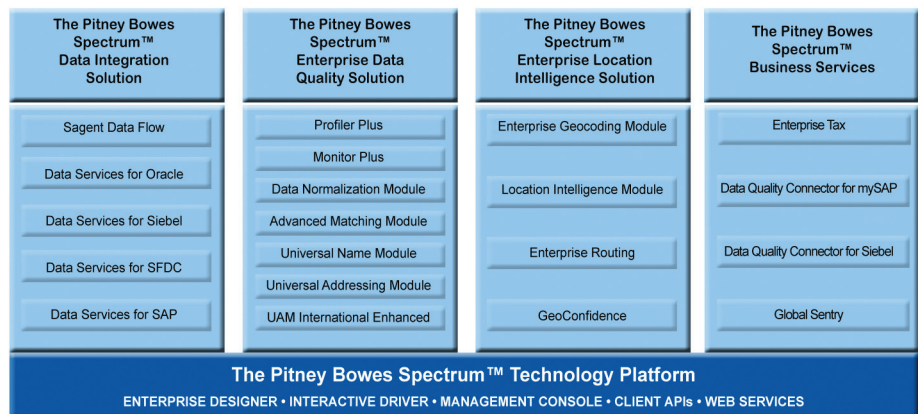 The Pitney Bowes
Spectrum™
Data Integration
Solution
Sagent Data Flow
Data Services for Oracle
Data Services for Siebel
Data Services for SFDC
Data Services for SAP
The Pitney Bowes
Spectrum™
Enterprise Data
Quality Solution
Profiler Plus
Monitor Plus
Data Normalization Module
Advanced Matching Module
Universal Name Module
Universal Addressing Module
UAM International Enhanced
The Pitney Bowes
Spectrum™
Enterprise Location
Intelligence Solution
Enterprise Geocoding Module
Location Intelligence Module
Enterprise Routing
GeoConfidence
The Pitney Bowes
Spectrum™
Business Services
Enterprise Tax
Data Quality Connector for mySAP
Data Quality Connector for Siebel
Global Sentry
The Pitney Bowes Spectrum™ Technology Platform
ENTERPRISE DESIGNER • INTERACTIVE DRIVER • MANAGEMENT CONSOLE • CLIENT APIs • WEB SERVICES